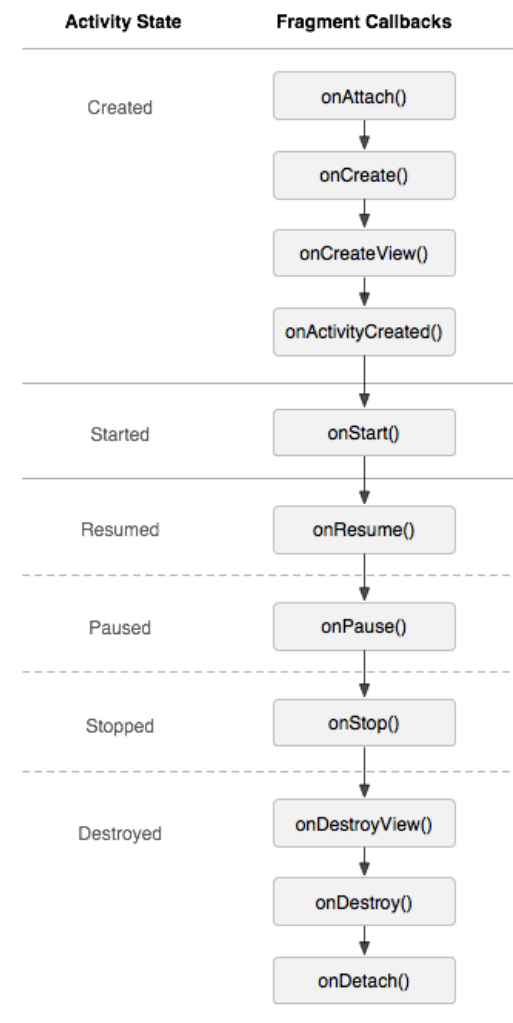 Activity State
Fragment Callbacks
Created
onAttach()
onCreate()
onCreateView()
onActivityCreated()
Started
onStart()
Resumed
onResume()
Paused
onPause()
Stopped
onStop()
Destroyed
onDestroyView()
onDestroy()
onDetach()